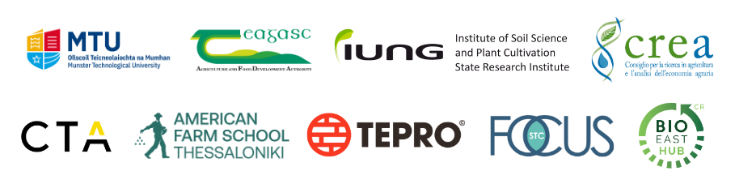 MTU
Ollscoil Teicneolaíochta na Mumhan
Munster Technological University
eagasc
AGRICULTURE AND FOOD DEVELOPMENT AUTHORITY
IUNG
Institute of Soil Science
and Plant Cultivation
State Research Institute
crea
Consiglio per la ricerca in agricoltura
e l'analisi dell'economia agraria
CTA
AMERICAN
FARM SCHOOL
THESSALONIKI
TEPRO®
FOCUS
STC
CR
BIO
EAST
HUB